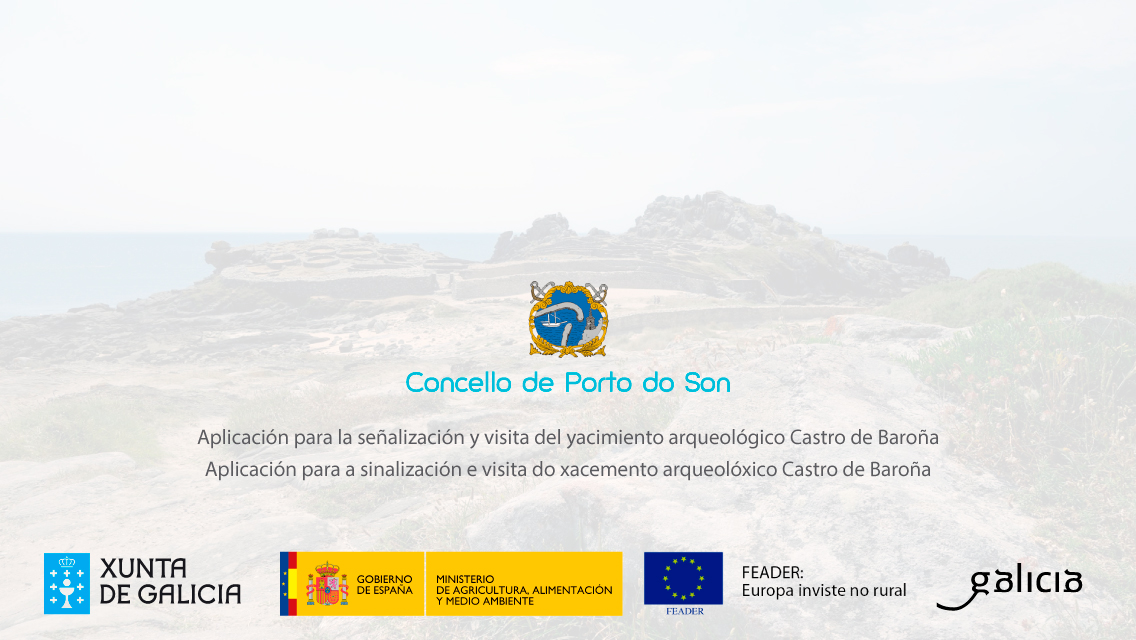 Concello de Porto do Son
Aplicación para la señalización y visita del yacimiento arqueológico Castro de Baroña
Aplicación para a sinalización e visita do xacemento arqueolóxico Castro de Baroña
XUNTA
DE GALICIA
GOBIERNO
DE ESPAÑA
MINISTERIO
DE AGRICULTURA, ALIMENTACIÓN
Y MEDIO AMBIENTE
FEADER
FEADER:
Europa inviste no rural
galicia